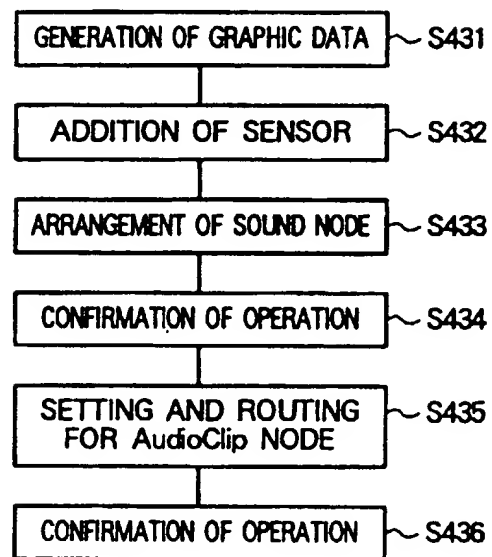 GENERATION OF GRAPHIC DATA S431
ADDITION OF SENSOR S432
ARRANGEMENT OF SOUND NODE S433
CONFIRMATION OF OPERATION S434
SETTING AND ROUTING S435
FOR AudioClip NODE
CONFIRMATION OF OPERATION S436